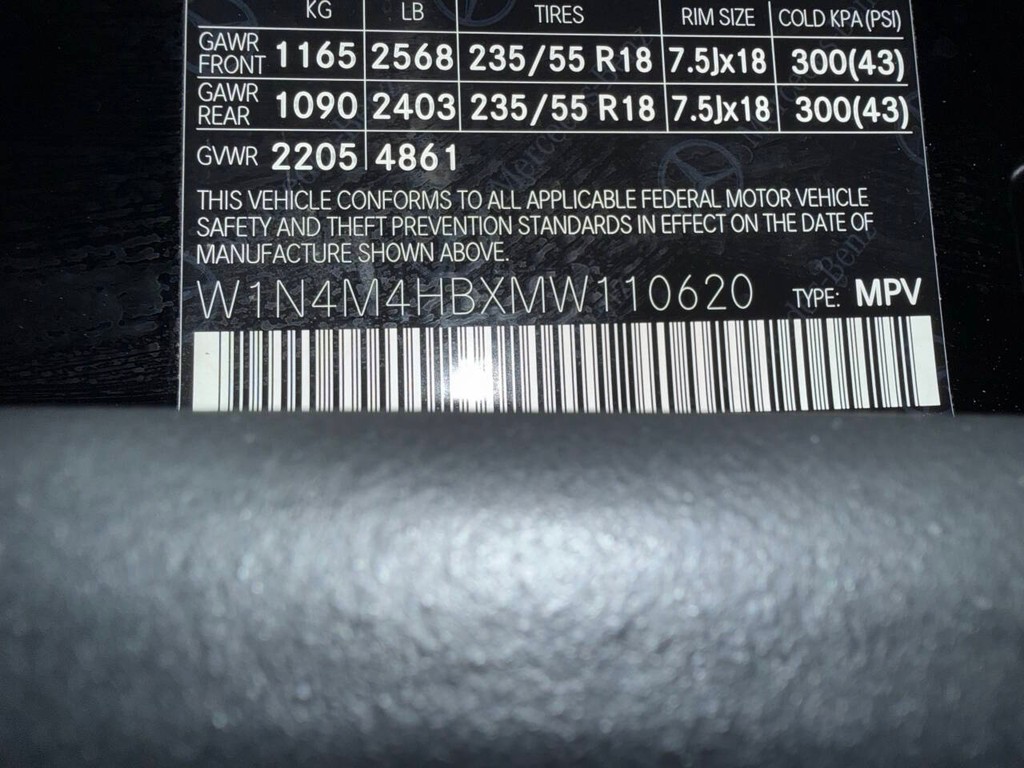 KG LB TIRES RIM SIZE COLD KPA (PSI)
GAWR FRONT 1165 2568 235/55 R18 7.5Jx18 300(43)
GAWR REAR 1090 2403 235/55 R18 7.5Jx18 300(43)
GVWR 2205 4861
THIS VEHICLE CONFORMS TO ALL APPLICABLE FEDERAL MOTOR VEHICLE
SAFETY AND THEFT PREVENTION STANDARDS IN EFFECT ON THE DATE OF
MANUFACTURE SHOWN ABOVE.
W1N4M4HBXMW110620 TYPE: MPV